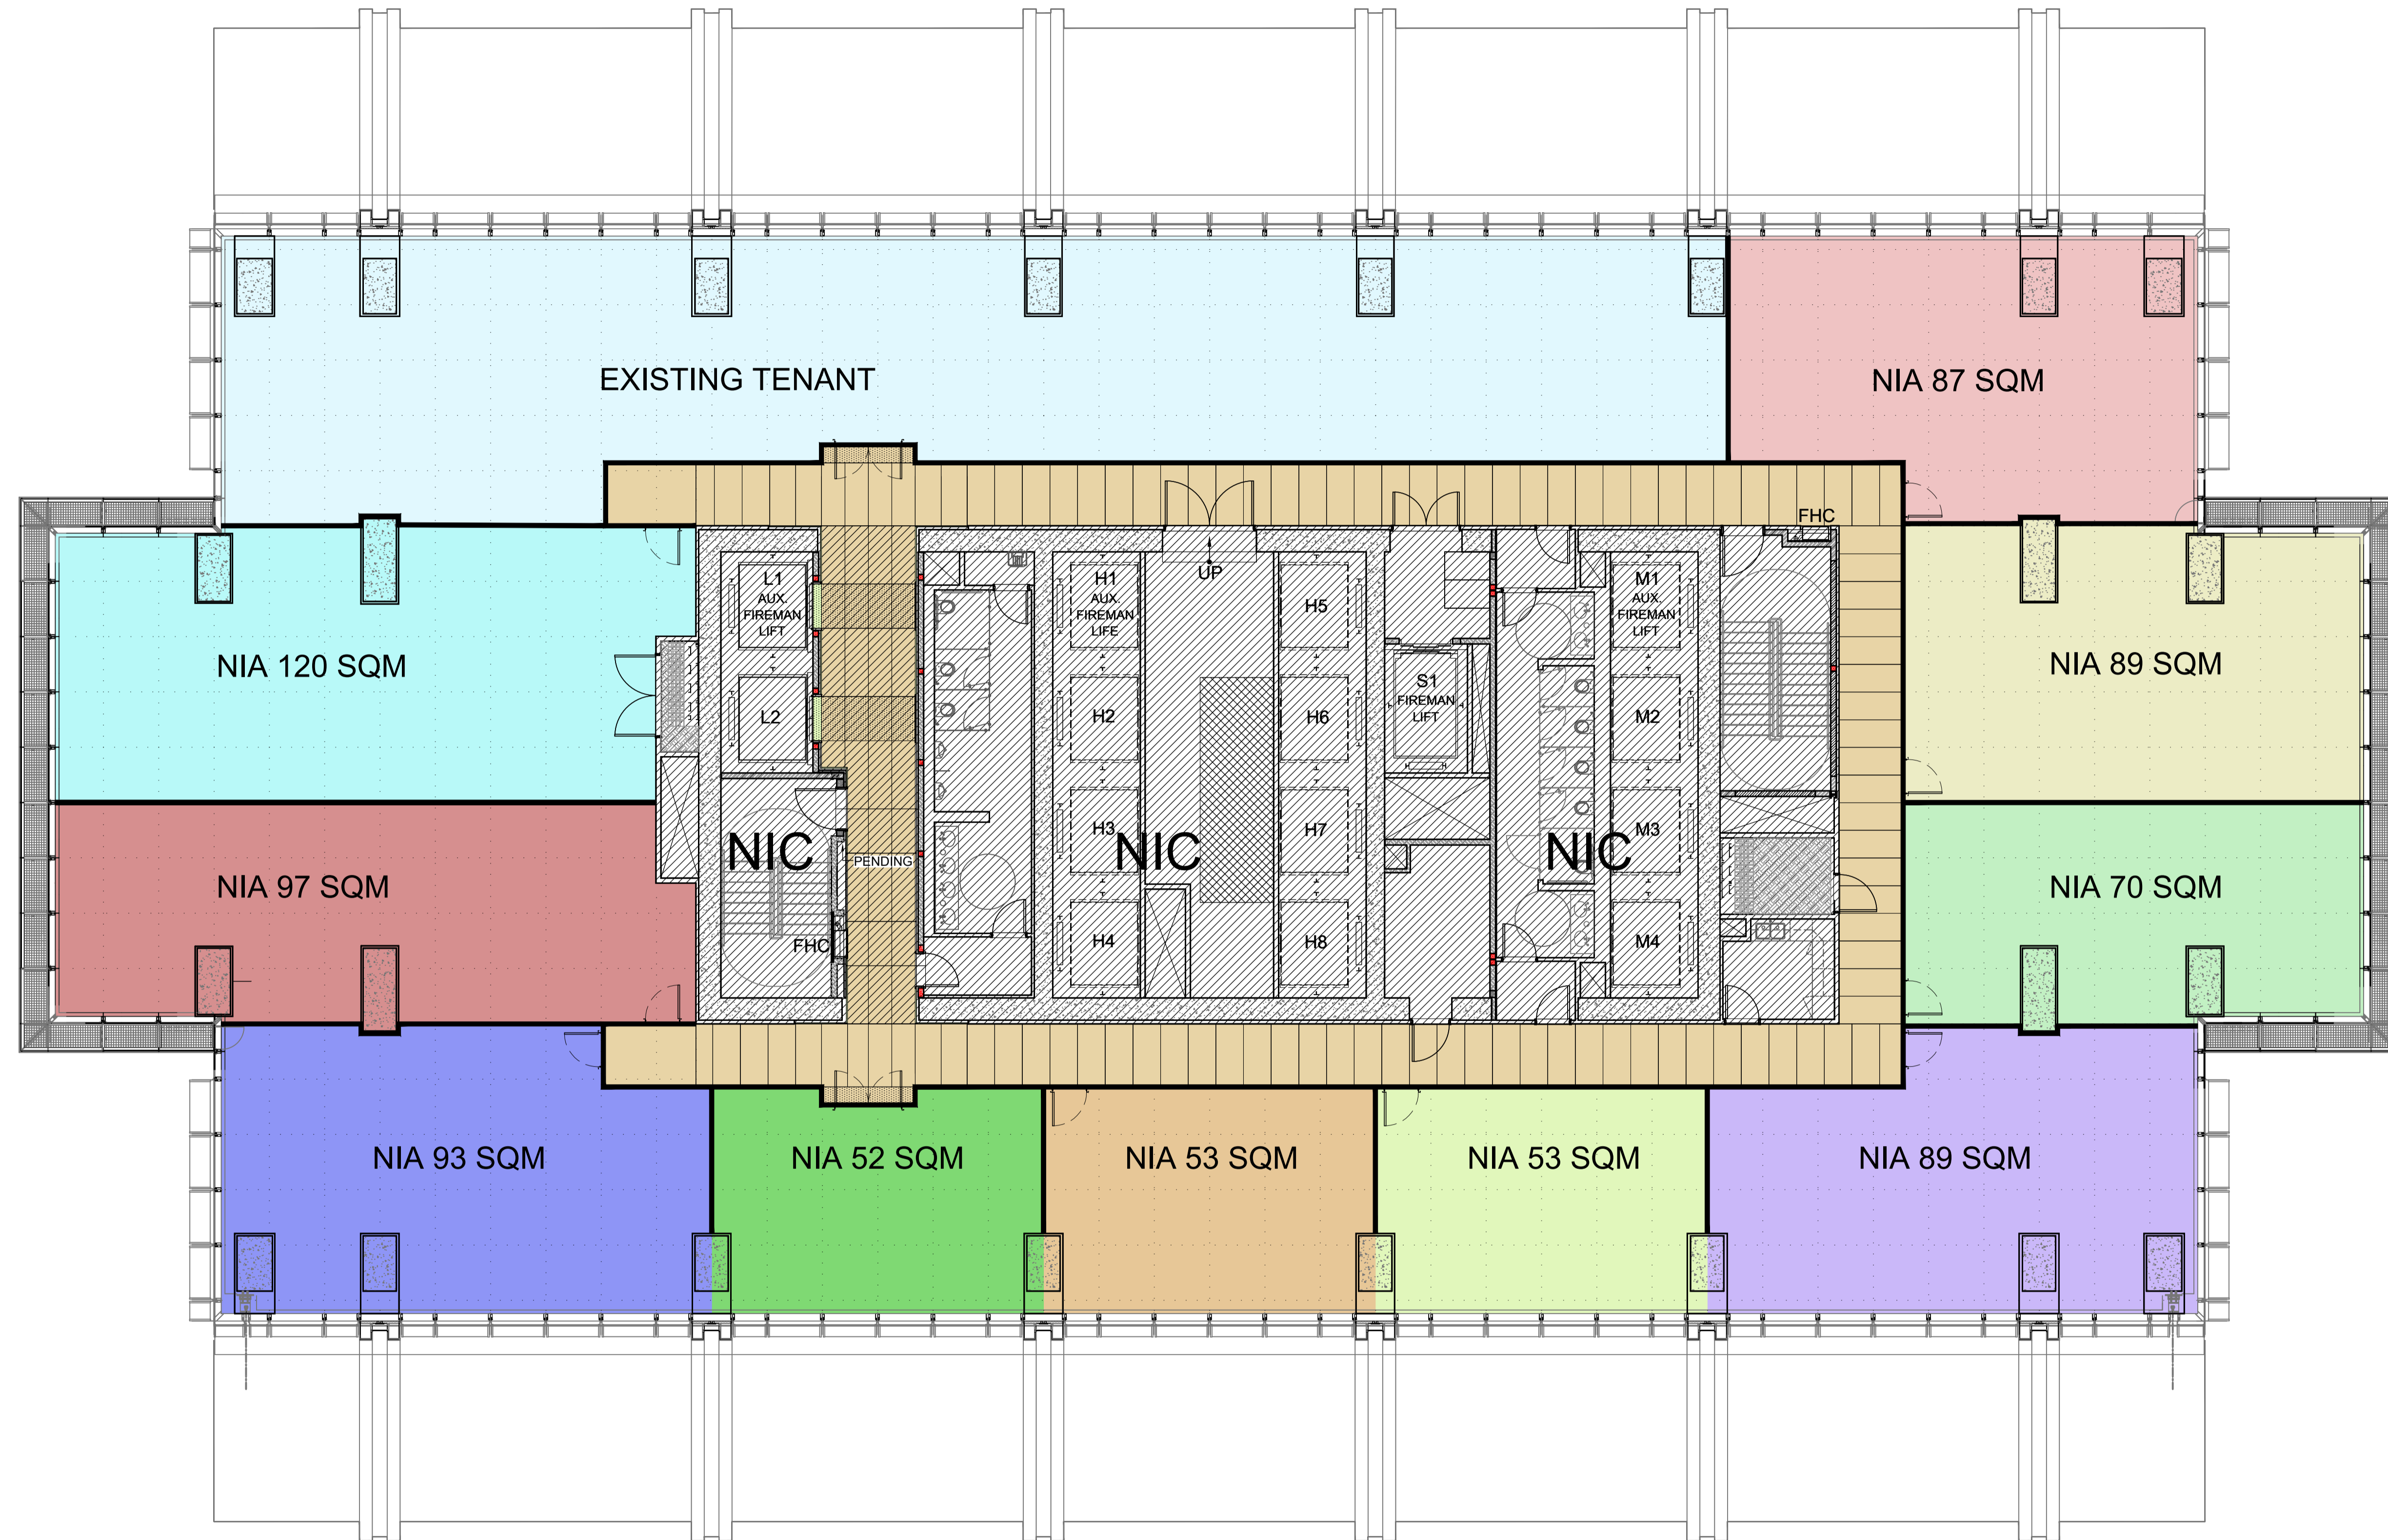 EXISTING TENANT
NIA 87 SQM
FHC
L1
AUX.
FIREMAN
LIFT
H1
AUX.
FIREMAN
LIFE
UP
H5
M1
AUX.
FIREMAN
LIFT
NIA 120 SQM
NIA 89 SQM
L2
H2
H6
S1
FIREMAN
LIFT
M2
NIC
PENDING
H3
NIC
H7
NIC
M3
NIA 97 SQM
NIA 70 SQM
FHC
H4
H8
M4
NIA 93 SQM
NIA 52 SQM
NIA 53 SQM
NIA 53 SQM
NIA 89 SQM